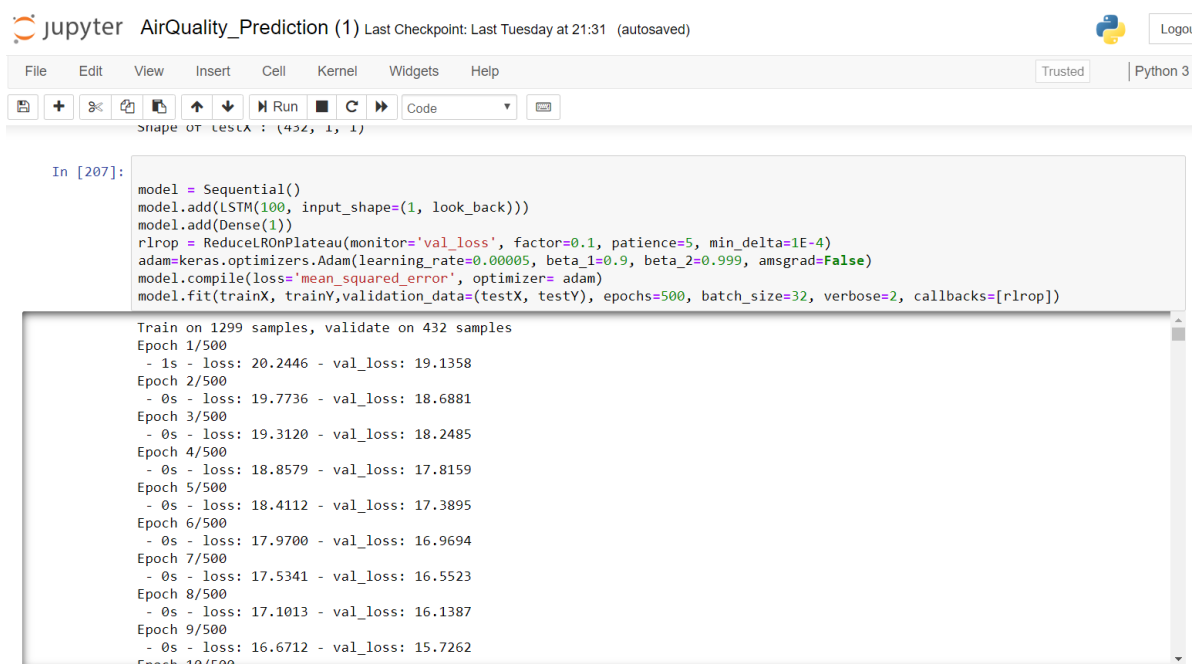 jupyter AirQuality_Prediction (1) Last Checkpoint: Last Tuesday at 21:31 (autosaved)
Logou
File Edit View Insert Cell Kernel Widgets Help
Trusted Python 3
Run Code
Shape of testX : (432, 1, 1)
In [207]:
model = Sequential()
model.add(LSTM(100, input_shape=(1, look_back)))
model.add(Dense(1))
rlrop = ReduceLROnPlateau(monitor='val_loss', factor=0.1, patience=5, min_delta=1E-4)
adam=keras.optimizers.Adam(learning_rate=0.00005, beta_1=0.9, beta_2=0.999, amsgrad=False)
model.compile(loss='mean_squared_error', optimizer= adam)
model.fit(trainX, trainY,validation_data=(testX, testY), epochs=500, batch_size=32, verbose=2, callbacks=[rlrop])
Train on 1299 samples, validate on 432 samples
Epoch 1/500
 - 1s - loss: 20.2446 - val_loss: 19.1358
Epoch 2/500
 - 0s - loss: 19.7736 - val_loss: 18.6881
Epoch 3/500
 - 0s - loss: 19.3120 - val_loss: 18.2485
Epoch 4/500
 - 0s - loss: 18.8579 - val_loss: 17.8159
Epoch 5/500
 - 0s - loss: 18.4112 - val_loss: 17.3895
Epoch 6/500
 - 0s - loss: 17.9700 - val_loss: 16.9694
Epoch 7/500
 - 0s - loss: 17.5341 - val_loss: 16.5523
Epoch 8/500
 - 0s - loss: 17.1013 - val_loss: 16.1387
Epoch 9/500
 - 0s - loss: 16.6712 - val_loss: 15.7262
Epoch 10/500